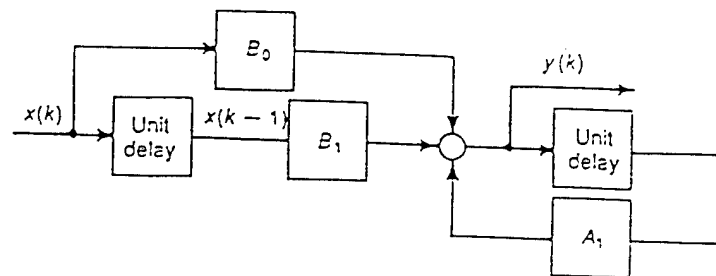 B₀
y(k)
x(k)
Unit
delay
x(k − 1)
B₁
Unit
delay
A₁